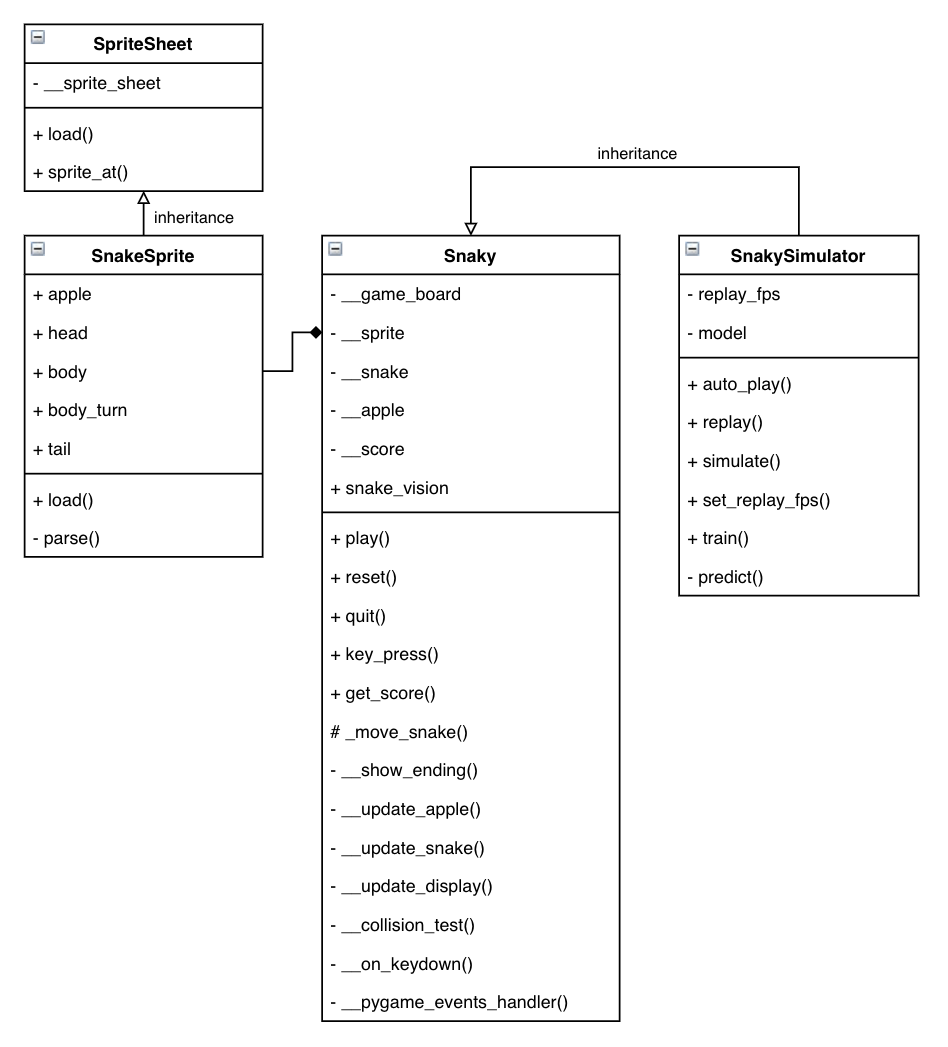 SpriteSheet
- __sprite_sheet
+ load()
+ sprite_at()
inheritance
SnakeSprite
+ apple
+ head
+ body
+ body_turn
+ tail
+ load()
- parse()
inheritance
Snaky
- __game_board
- __sprite
- __snake
- __apple
- __score
+ snake_vision
+ play()
+ reset()
+ quit()
+ key_press()
+ get_score()
# _move_snake()
- __show_ending()
- __update_apple()
- __update_snake()
- __update_display()
- __collision_test()
- __on_keydown()
- __pygame_events_handler()
SnakySimulator
- replay_fps
- model
+ auto_play()
+ replay()
+ simulate()
+ set_replay_fps()
+ train()
- predict()